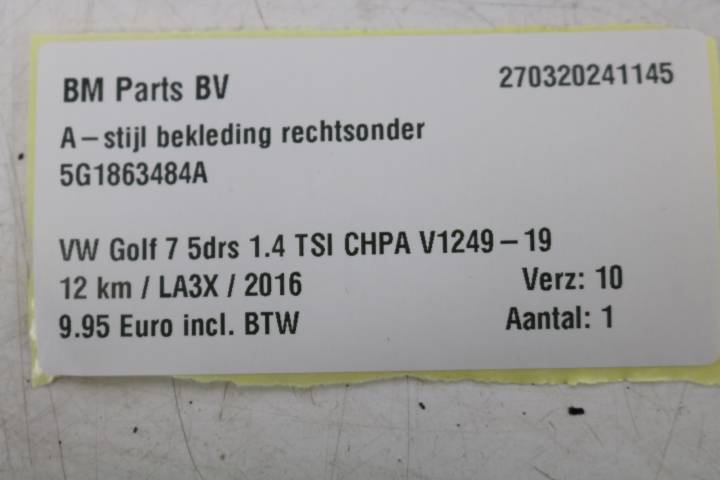 BM Parts BV 270320241145
A-stijl bekleding rechtsonder
5G1863484A
VW Golf 7 5drs 1.4 TSI CHPA V1249-19
12 km / LA3X / 2016 Verz: 10
9.95 Euro incl. BTW Aantal: 1